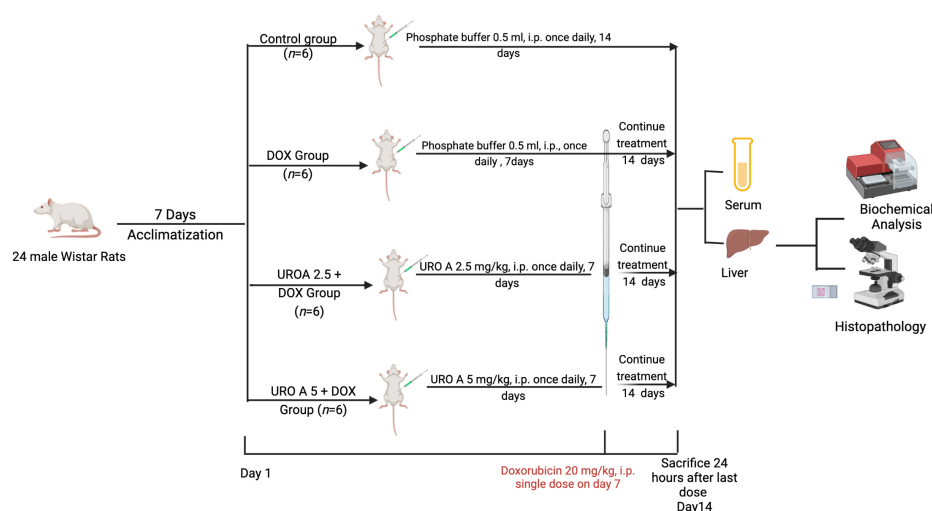 Control group
(n=6)
Phosphate buffer 0.5 ml, i.p. once daily, 14
days
DOX Group
(n=6)
Phosphate buffer 0.5 ml, i.p., once
daily , 7days
Continue
treatment
14 days
24 male Wistar Rats
7 Days
Acclimatization
UROA 2.5 +
DOX Group
(n=6)
URO A 2.5 mg/kg, i.p. once daily, 7
days
Continue
treatment
14 days
URO A 5 + DOX
Group (n=6)
URO A 5 mg/kg, i.p. once daily, 7
days
Continue
treatment
14 days
Serum
Liver
Biochemical
Analysis
Histopathology
Day 1
Doxorubicin 20 mg/kg, i.p.
single dose on day 7
Sacrifice 24
hours after last
dose
Day14